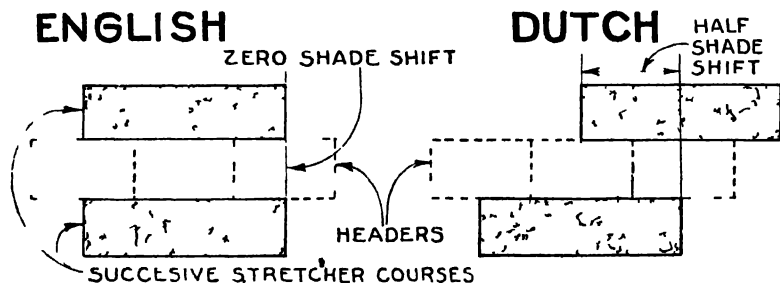 ENGLISH
ZERO SHADE SHIFT
DUTCH
HALF
SHADE
SHIFT
HEADERS
SUCCESIVE STRETCHER COURSES